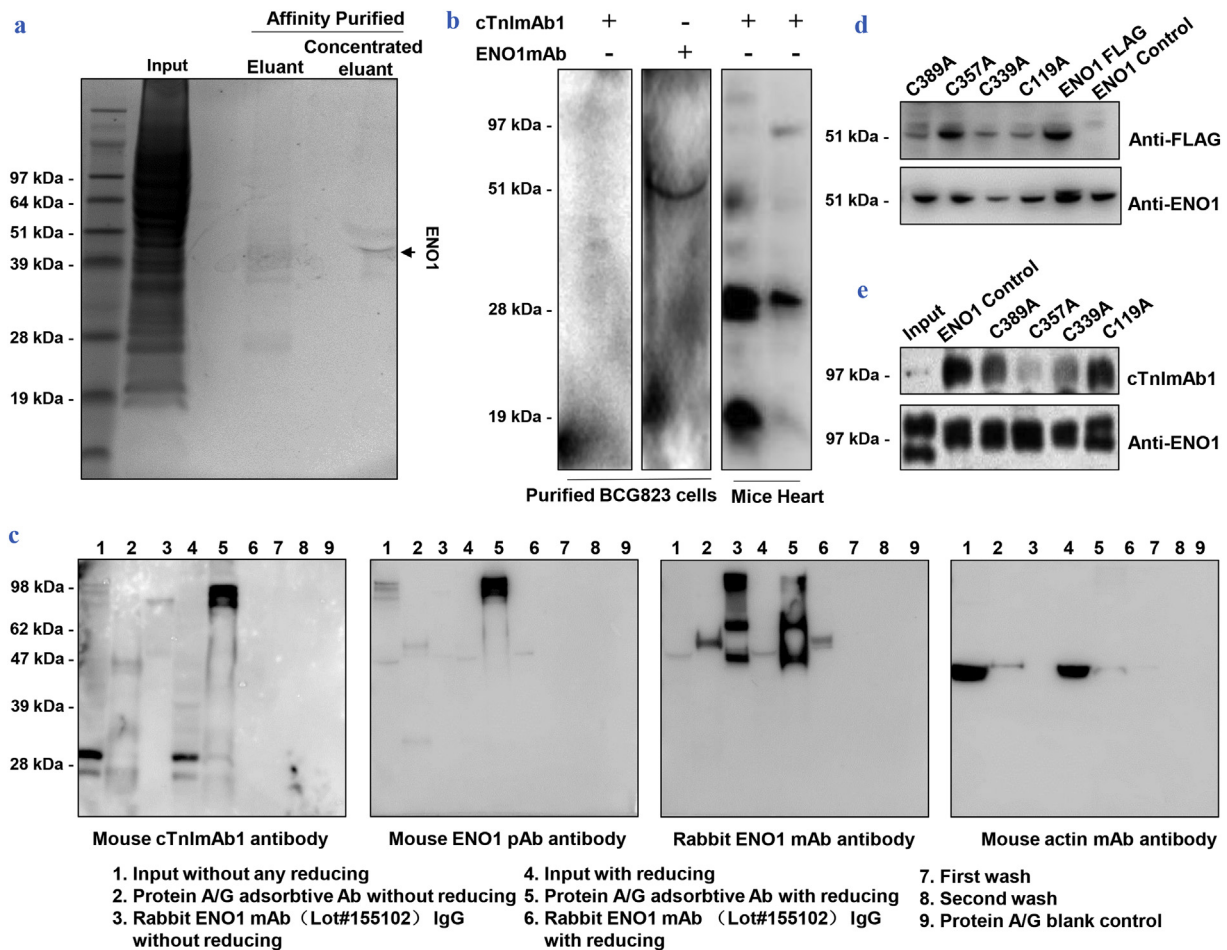 a
Affinity Purified
Input
Eluant
Concentrated
eluant
97 kDa -
64 kDa -
51 kDa -
39 kDa -
28 kDa -
19 kDa -
ENO1
b
cTnImAb1 + - + +
ENO1mAb - + - -
97 kDa -
51 kDa -
28 kDa -
19 kDa -
Purified BCG823 cells
Mice Heart
d
C389A C357A C339A C119A ENO1 FLAG ENO1 Control
51 kDa -
Anti-FLAG
51 kDa -
Anti-ENO1
e
Input ENO1 Control C389A C357A C339A C119A
97 kDa -
cTnImAb1
97 kDa -
Anti-ENO1
c
1 2 3 4 5 6 7 8 9
1 2 3 4 5 6 7 8 9
1 2 3 4 5 6 7 8 9
1 2 3 4 5 6 7 8 9
98 kDa -
62 kDa -
47 kDa -
39 kDa -
28 kDa -
Mouse cTnImAb1 antibody
Mouse ENO1 pAb antibody
Rabbit ENO1 mAb antibody
Mouse actin mAb antibody
1. Input without any reducing
2. Protein A/G adsorbtive Ab without reducing
3. Rabbit ENO1 mAb（Lot#155102）IgG
without reducing
4. Input with reducing
5. Protein A/G adsorbtive Ab with reducing
6. Rabbit ENO1 mAb （Lot#155102）IgG
with reducing
7. First wash
8. Second wash
9. Protein A/G blank control